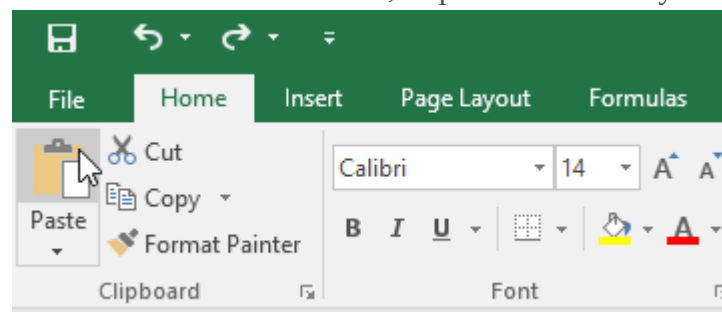 File Home Insert Page Layout Formulas
Cut
Calibri 14 A A
Copy
Paste
B I U A
Format Painter
Clipboard Font